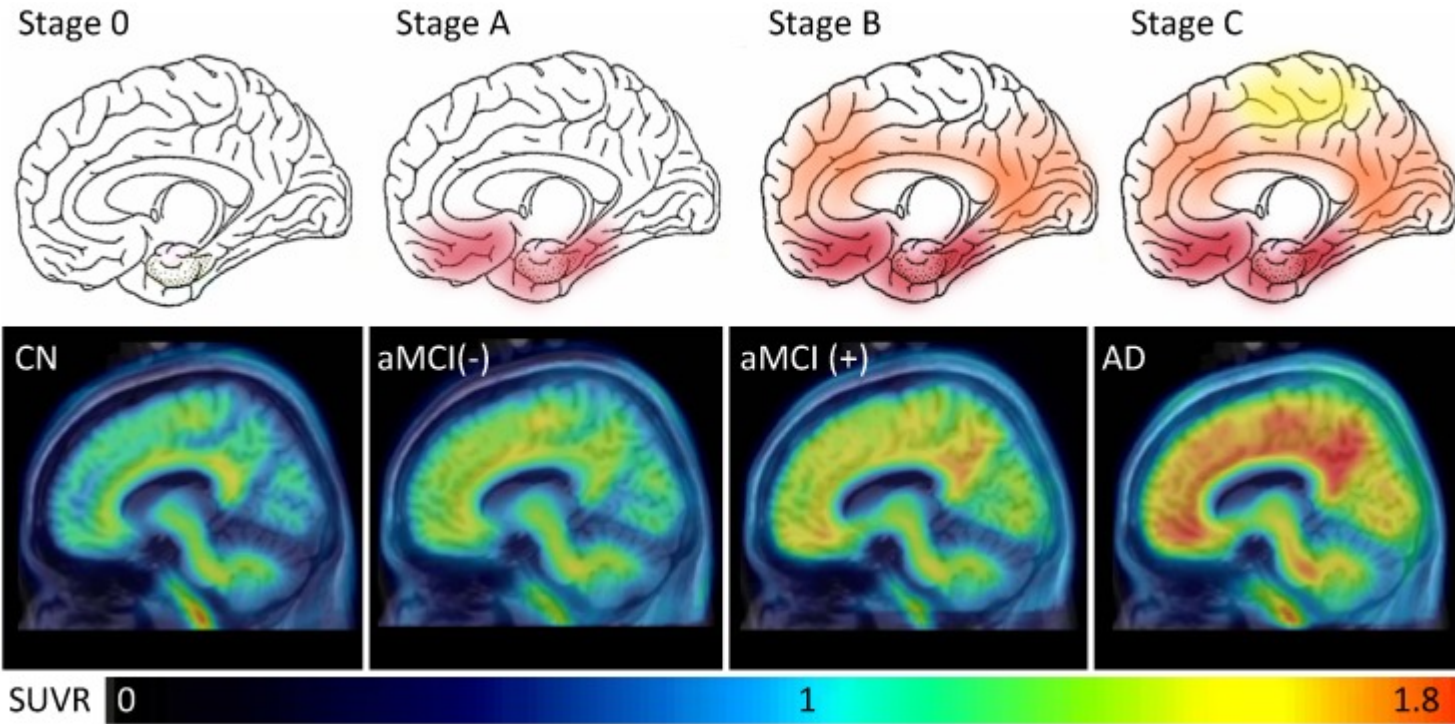 Stage 0 Stage A Stage B Stage C
CN aMCI(-) aMCI (+) AD
SUVR 0 1 1.8